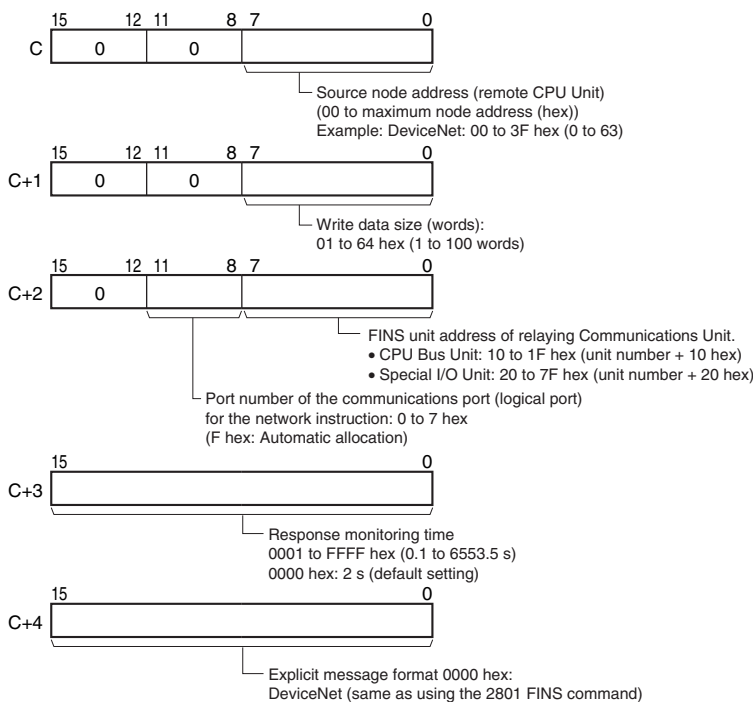 15 12 11 8 7 0
C 0 0
Source node address (remote CPU Unit)
(00 to maximum node address (hex))
Example: DeviceNet: 00 to 3F hex (0 to 63)
15 12 11 8 7 0
C+1 0 0
Write data size (words):
01 to 64 hex (1 to 100 words)
15 12 11 8 7 0
C+2 0
FINS unit address of relaying Communications Unit.
• CPU Bus Unit: 10 to 1F hex (unit number + 10 hex)
• Special I/O Unit: 20 to 7F hex (unit number + 20 hex)
Port number of the communications port (logical port)
for the network instruction: 0 to 7 hex
(F hex: Automatic allocation)
15 0
C+3
Response monitoring time
0001 to FFFF hex (0.1 to 6553.5 s)
0000 hex: 2 s (default setting)
15 0
C+4
Explicit message format 0000 hex:
DeviceNet (same as using the 2801 FINS command)